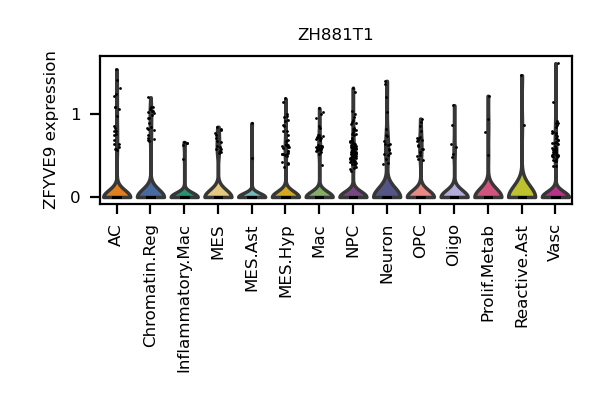 ZH881T1
ZFYVE9 expression
1
0
AC
Chromatin.Reg
Inflammatory.Mac
MES
MES.Ast
MES.Hyp
Mac
NPC
Neuron
OPC
Oligo
Prolif.Metab
Reactive.Ast
Vasc